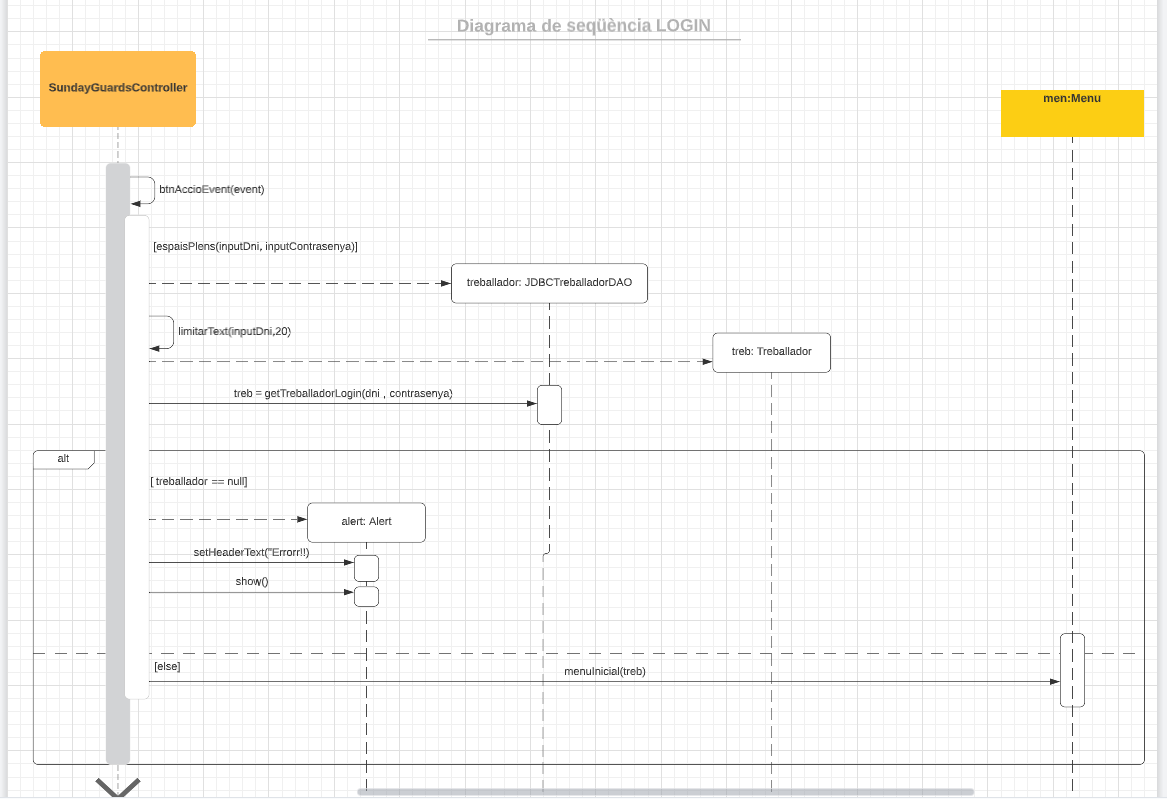 Diagrama de seqüència LOGIN
SundayGuardsController
men:Menu
btnAccioEvent(event)
[espaisPlens(inputDni, inputContrasenya)]
treballador: JDBCTreballadorDAO
limitarText(inputDni,20)
treb: Treballador
treb = getTreballadorLogin(dni , contrasenya)
alt
[ treballador == null]
alert: Alert
setHeaderText("Errorr!!)
show()
[else]
menuInicial(treb)